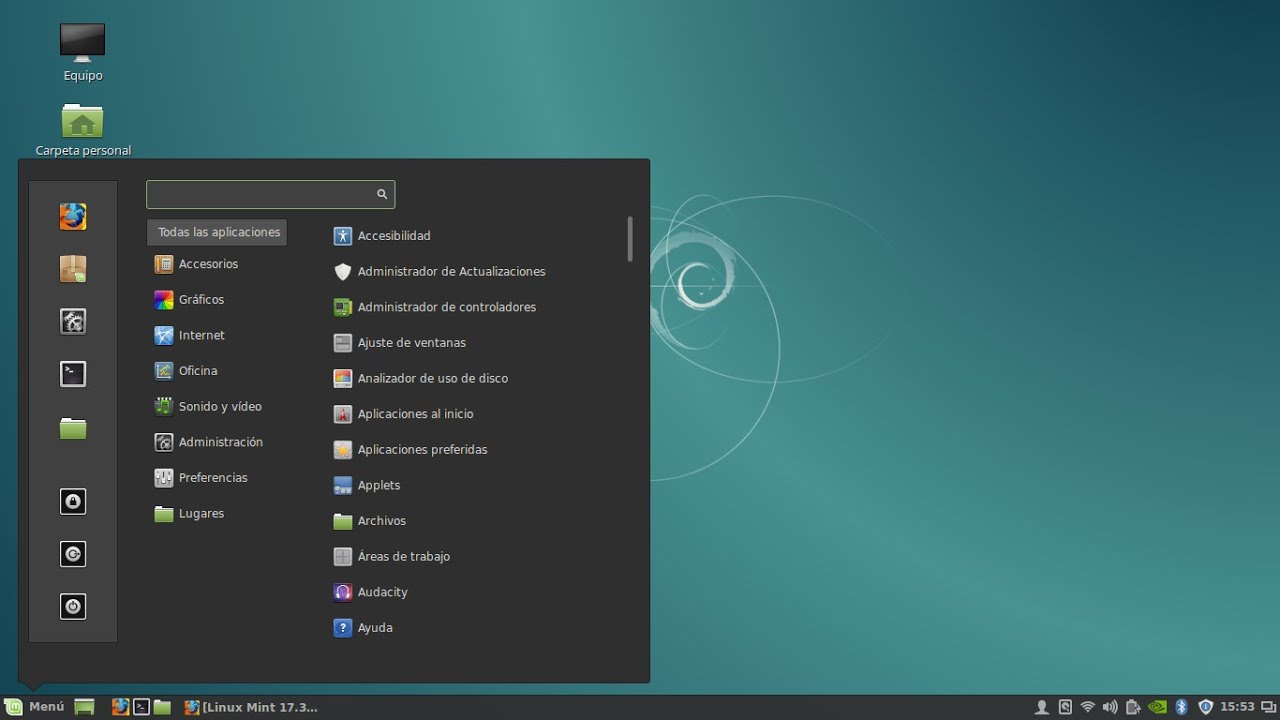 Equipo
Carpeta personal
Todas las aplicaciones
Accesorios
Gráficos
Internet
Oficina
Sonido y vídeo
Administración
Preferencias
Lugares
Accesibilidad
Administrador de Actualizaciones
Administrador de controladores
Ajuste de ventanas
Analizador de uso de disco
Aplicaciones al inicio
Aplicaciones preferidas
Applets
Archivos
Áreas de trabajo
Audacity
Ayuda
Menú
[Linux Mint 17.3...
15:53